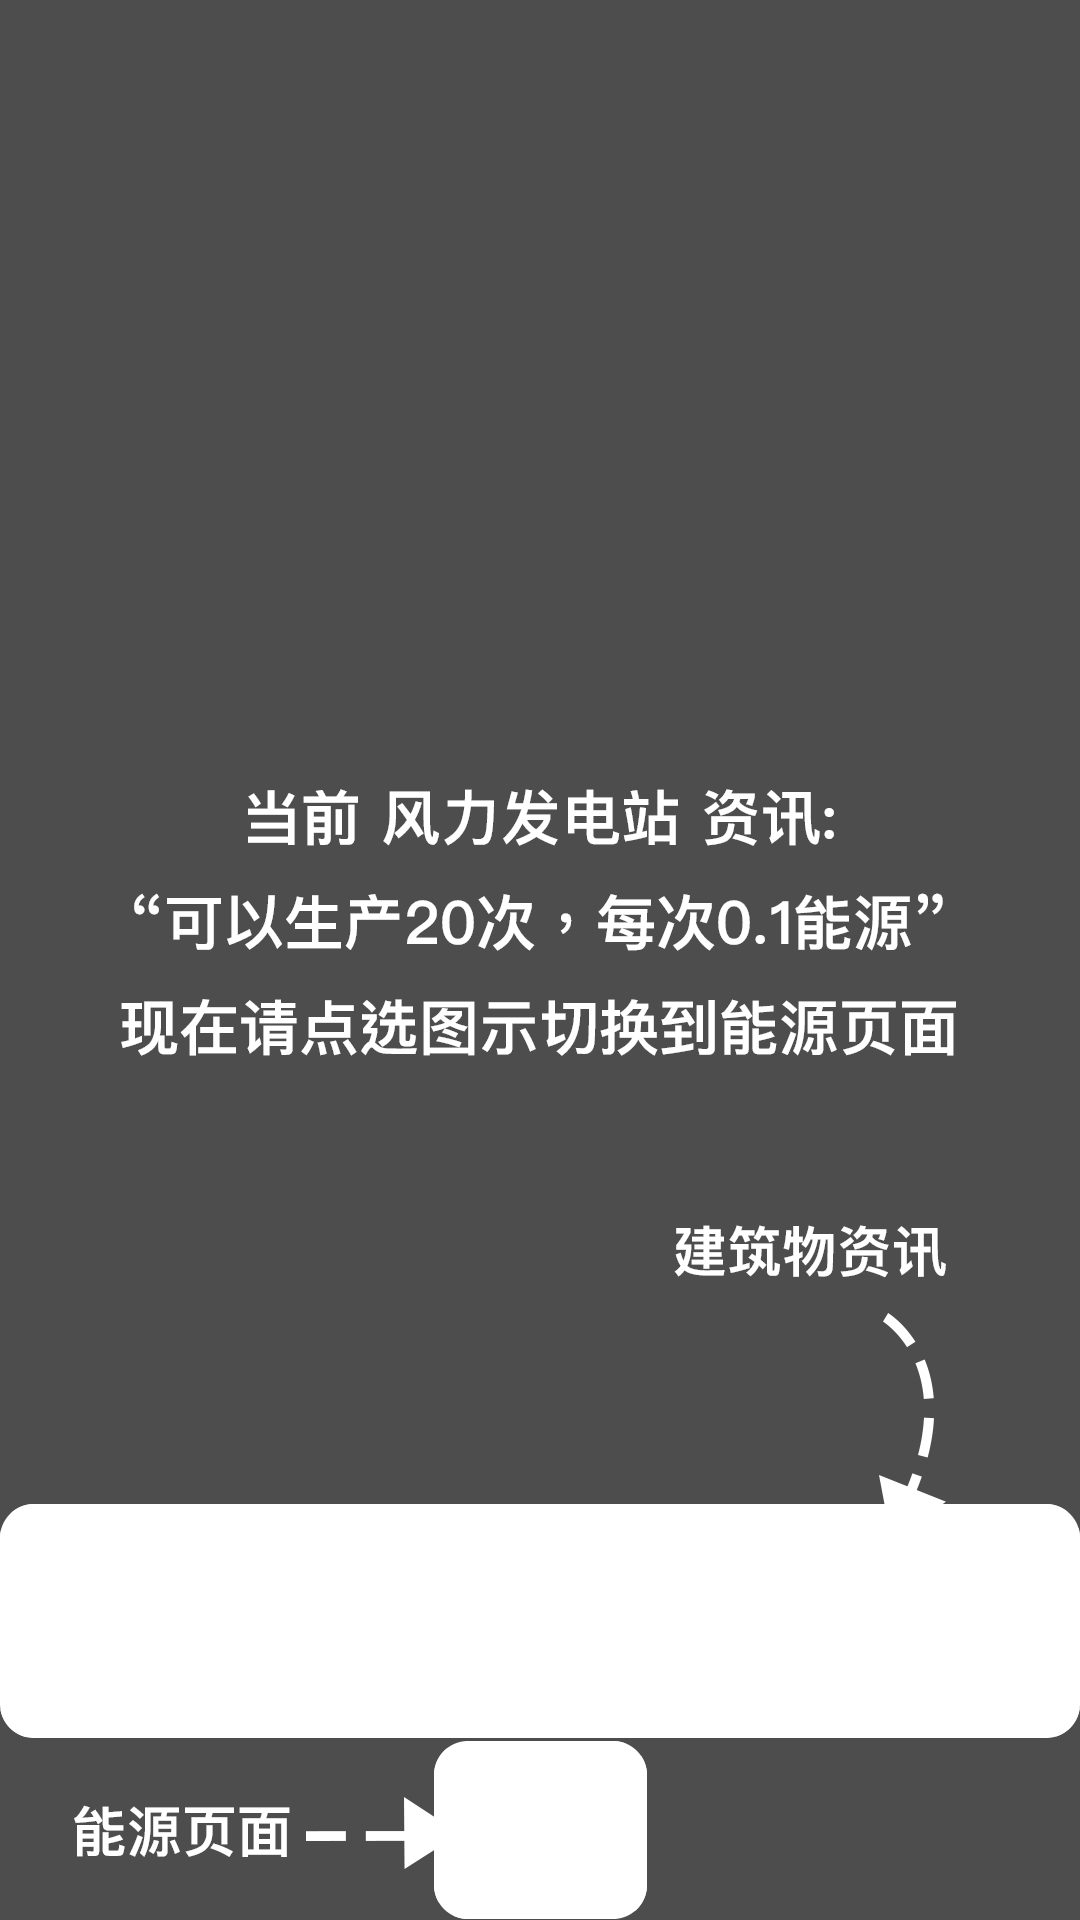 当前 风力发电站 资讯:
“可以生产20次，每次0.1能源”
现在请点选图示切换到能源页面
建筑物资讯
能源页面